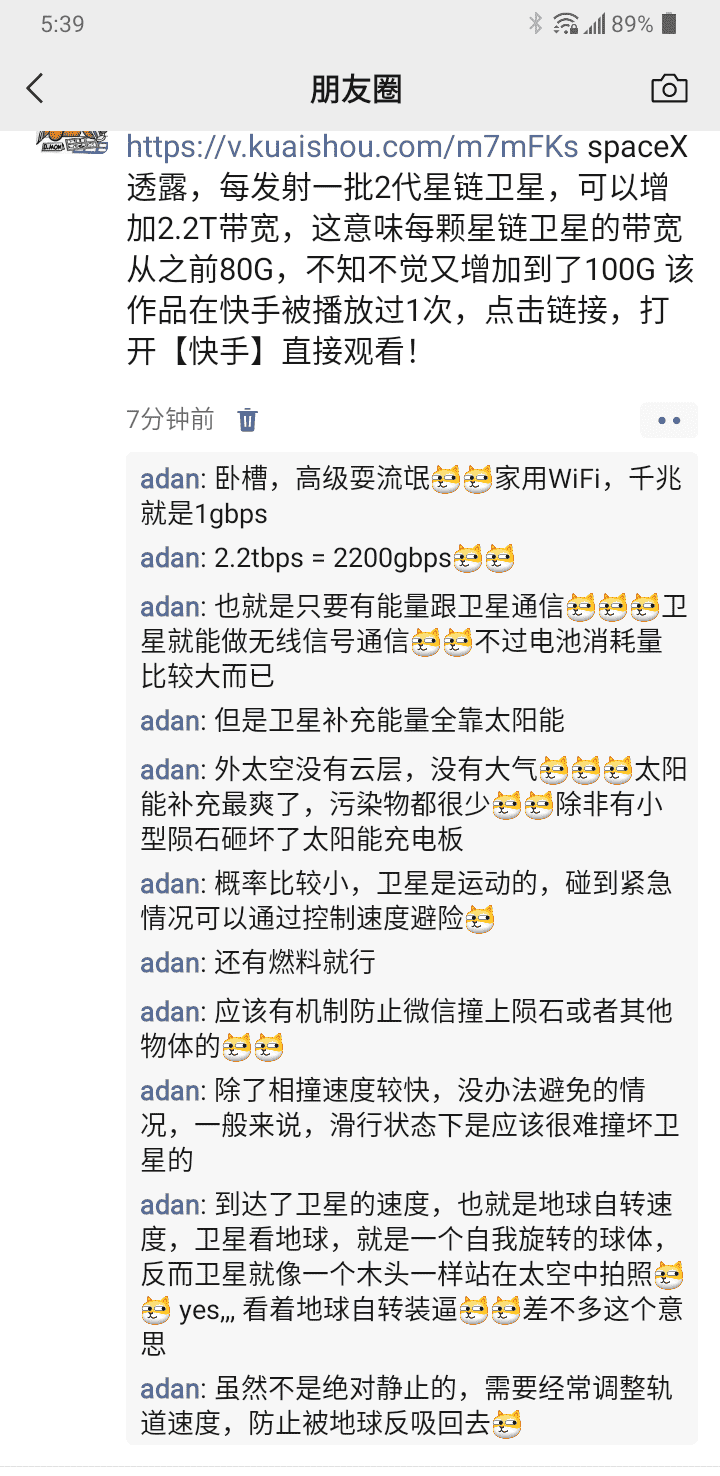 5:39
89%
朋友圈
https://v.kuaishou.com/m7mFKs spaceX
透露，每发射一批2代星链卫星，可以增
加2.2T带宽，这意味每颗星链卫星的带宽
从之前80G，不知不觉又增加到了100G 该
作品在快手被播放过1次，点击链接，打
开【快手】直接观看！
7分钟前
adan: 卧槽，高级耍流氓家用WiFi，千兆
就是1gbps
adan: 2.2tbps = 2200gbps
adan: 也就是只要有能量跟卫星通信卫
星就能做无线信号通信不过电池消耗量
比较大而已
adan: 但是卫星补充能量全靠太阳能
adan: 外太空没有云层，没有大气太阳
能补充最爽了，污染物都很少除非有小
型陨石砸坏了太阳能充电板
adan: 概率比较小，卫星是运动的，碰到紧急
情况可以通过控制速度避险
adan: 还有燃料就行
adan: 应该有机制防止微信撞上陨石或者其他
物体的
adan: 除了相撞速度较快，没办法避免的情
况，一般来说，滑行状态下是应该很难撞坏卫
星的
adan: 到达了卫星的速度，也就是地球自转速
度，卫星看地球，就是一个自我旋转的球体，
反而卫星就像一个木头一样站在太空中拍照
yes,,, 看着地球自转装逼差不多这个意
思
adan: 虽然不是绝对静止的，需要经常调整轨
道速度，防止被地球反吸回去